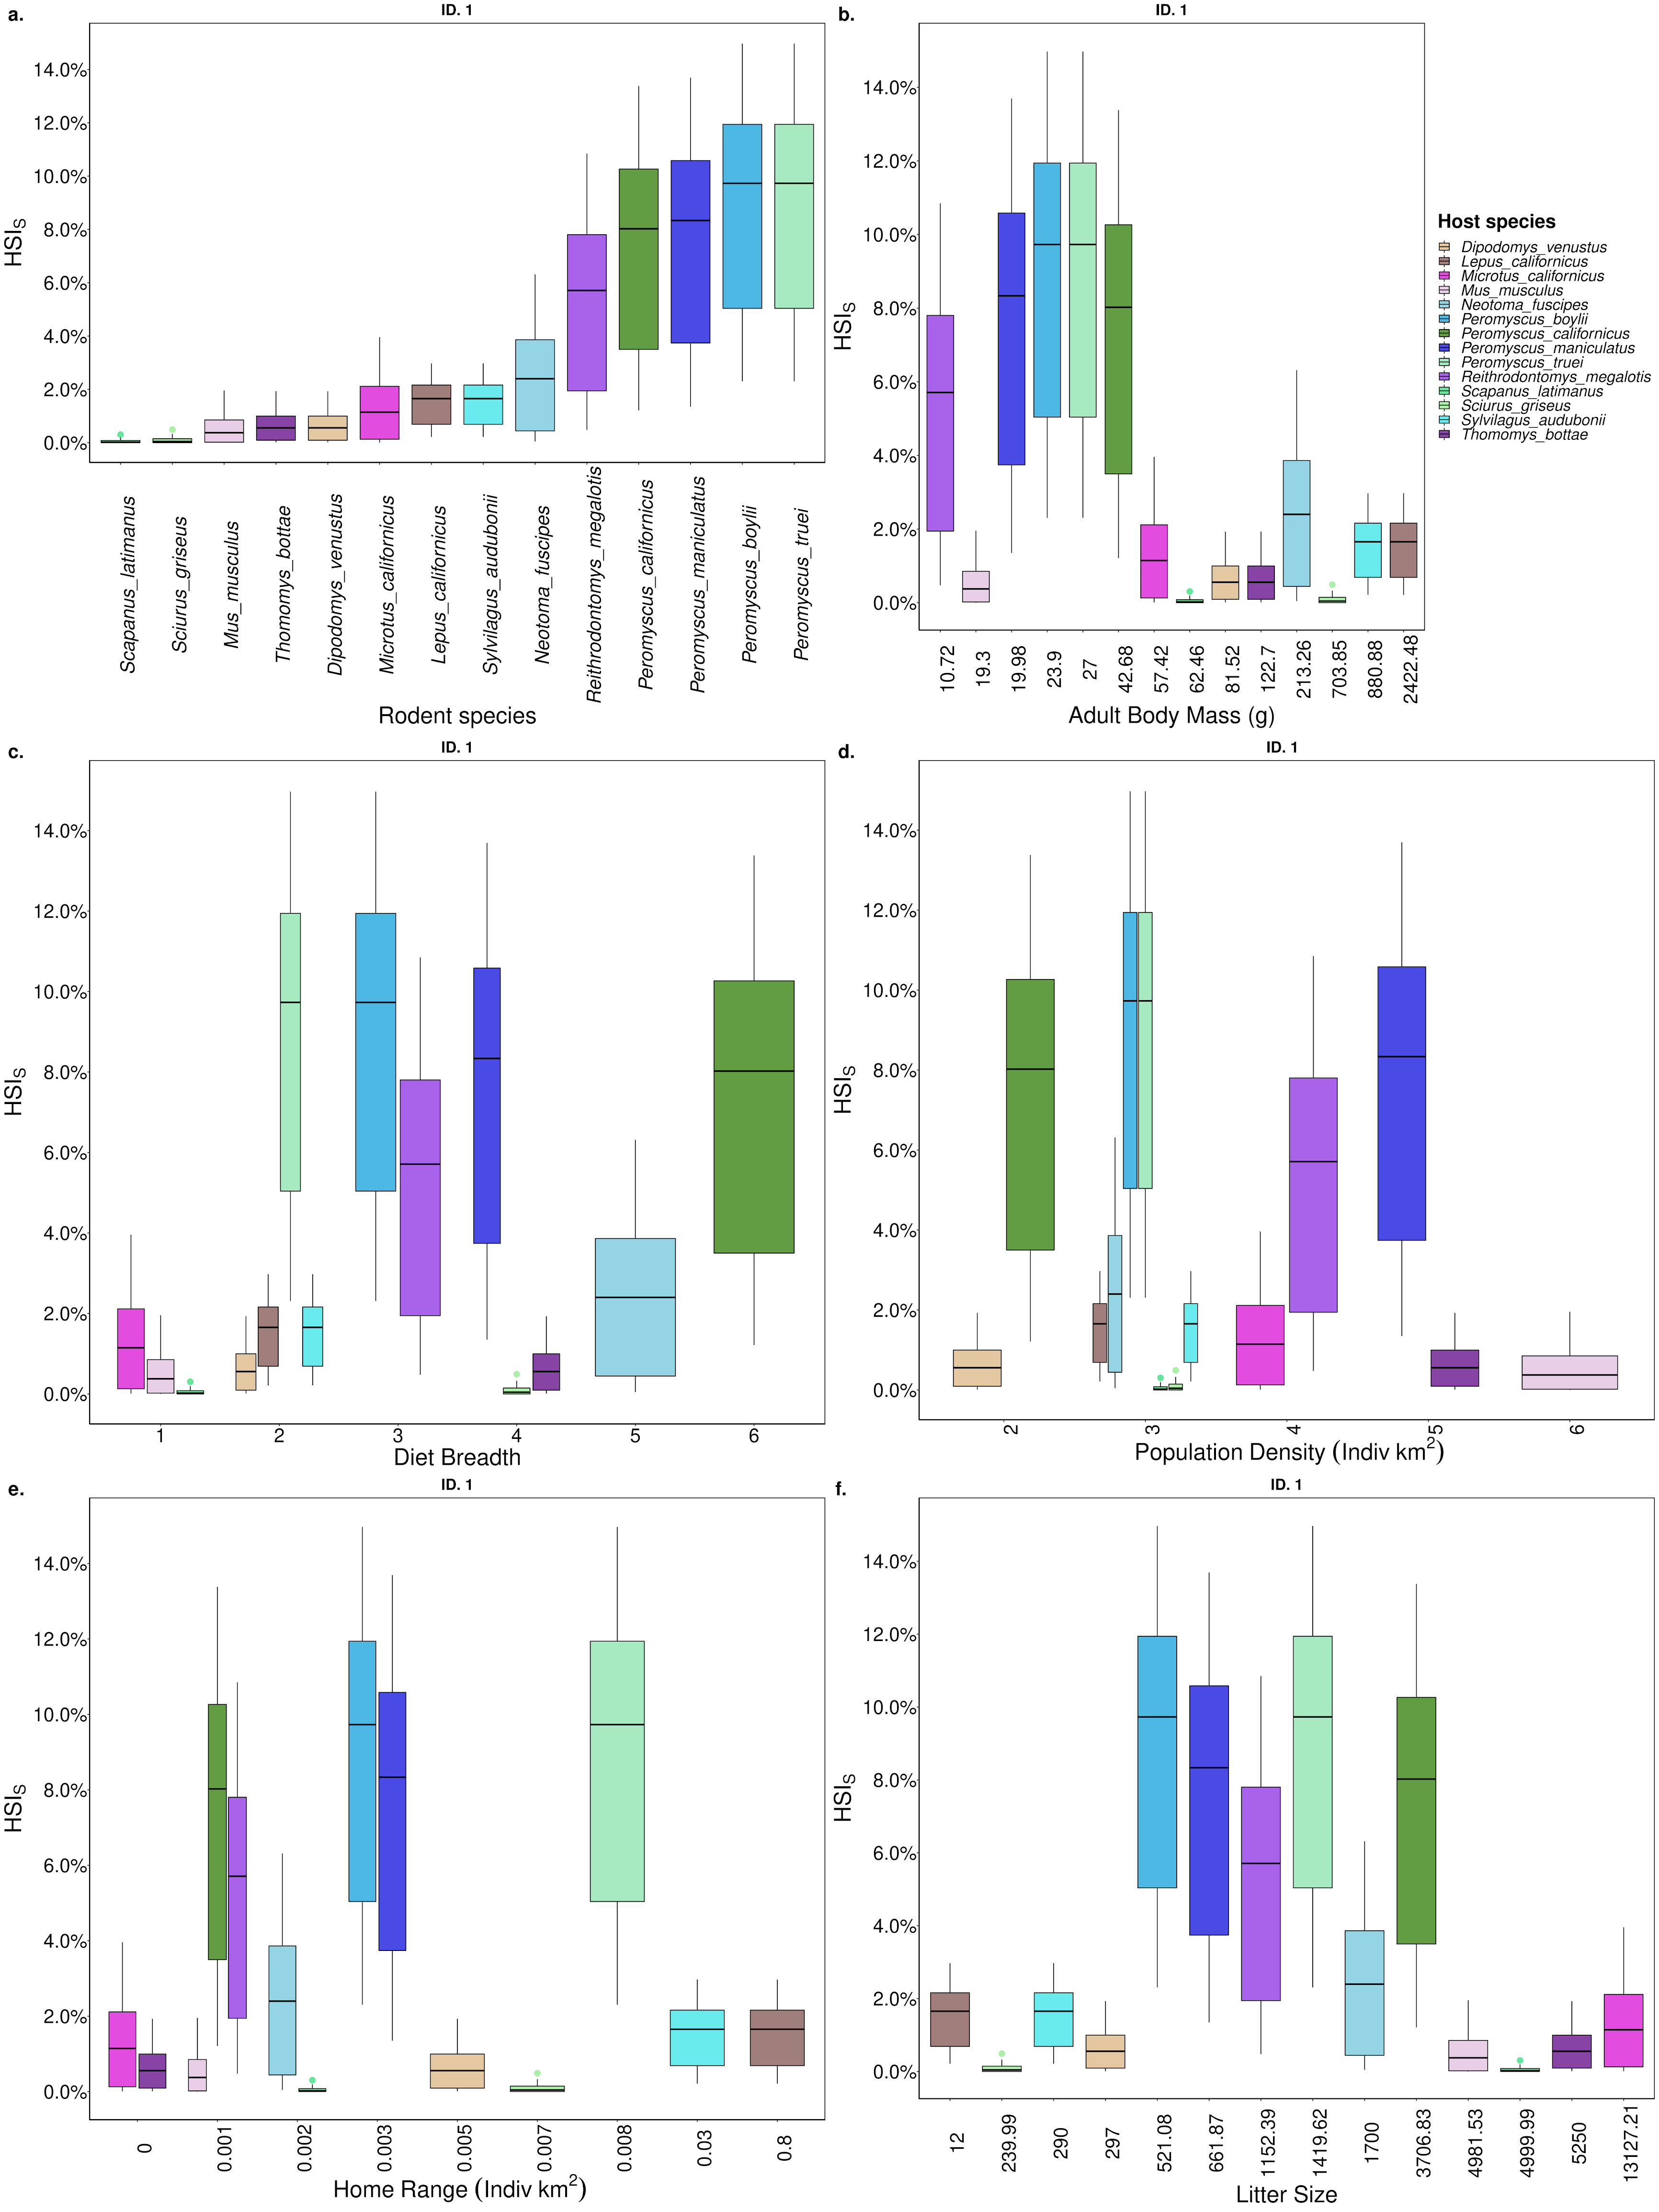 a.
ID. 1
HSIS
14.0%
12.0%
10.0%
8.0%
6.0%
4.0%
2.0%
0.0%
Scapanus_latimanus
Sciurus_griseus
Mus_musculus
Thomomys_bottae
Dipodomys_venustus
Microtus_californicus
Lepus_californicus
Sylvilagus_audubonii
Neotoma_fuscipes
Reithrodontomys_megalotis
Peromyscus_californicus
Peromyscus_maniculatus
Peromyscus_boylii
Peromyscus_truei
Rodent species
b.
ID. 1
HSIS
14.0%
12.0%
10.0%
8.0%
6.0%
4.0%
2.0%
0.0%
10.72
19.3
19.98
23.9
27
42.68
57.42
62.46
81.52
122.7
213.26
703.85
880.88
2422.48
Adult Body Mass (g)
Host species
Dipodomys_venustus
Lepus_californicus
Microtus_californicus
Mus_musculus
Neotoma_fuscipes
Peromyscus_boylii
Peromyscus_californicus
Peromyscus_maniculatus
Peromyscus_truei
Reithrodontomys_megalotis
Scapanus_latimanus
Sciurus_griseus
Sylvilagus_audubonii
Thomomys_bottae
c.
ID. 1
HSIS
14.0%
12.0%
10.0%
8.0%
6.0%
4.0%
2.0%
0.0%
1 2 3 4 5 6
Diet Breadth
d.
ID. 1
HSIS
14.0%
12.0%
10.0%
8.0%
6.0%
4.0%
2.0%
0.0%
2
3
4
5
6
Population Density (Indiv km2)
e.
ID. 1
HSIS
14.0%
12.0%
10.0%
8.0%
6.0%
4.0%
2.0%
0.0%
0
0.001
0.002
0.003
0.005
0.007
0.008
0.03
0.8
Home Range (Indiv km2)
f.
ID. 1
HSIS
14.0%
12.0%
10.0%
8.0%
6.0%
4.0%
2.0%
0.0%
12
239.99
290
297
521.08
661.87
1152.39
1419.62
1700
3706.83
4981.53
4999.99
5250
13127.21
Litter Size